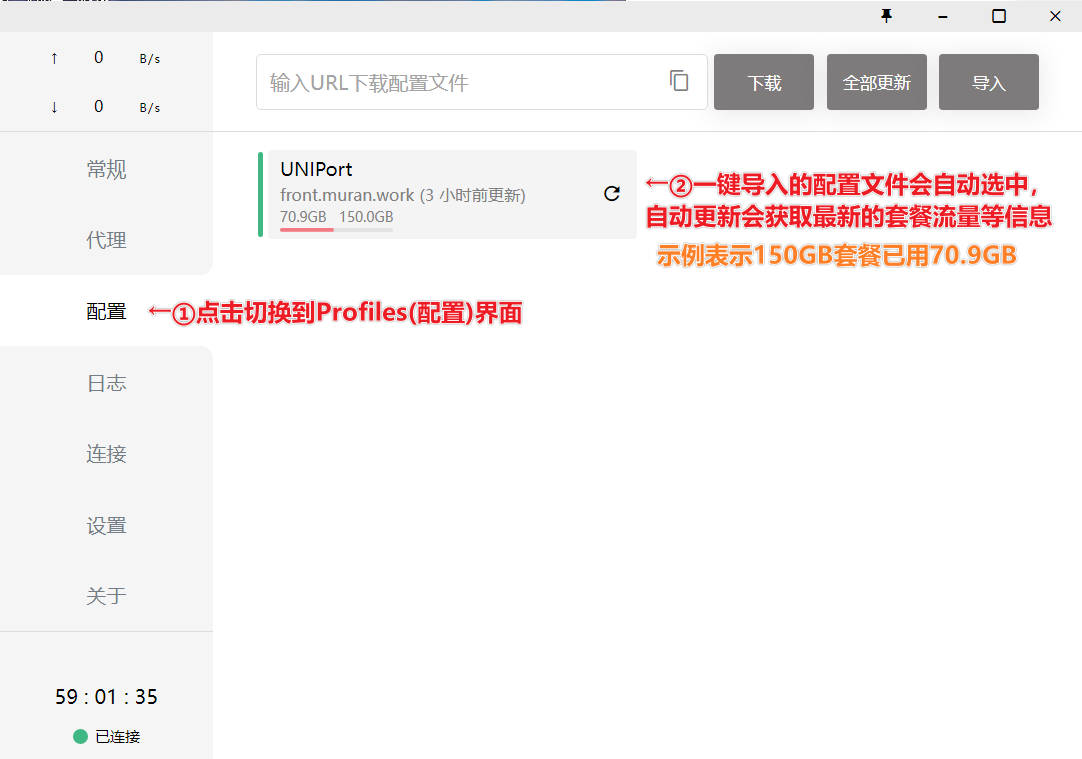 ↑ 0 B/s
↓ 0 B/s
常规
代理
配置
日志
连接
设置
关于
59 : 01 : 35
已连接
输入URL下载配置文件
下载
全部更新
导入
UNIPort
front.muran.work (3 小时前更新)
70.9GB 150.0GB
←②一键导入的配置文件会自动选中，
自动更新会获取最新的套餐流量等信息
示例表示150GB套餐已用70.9GB
←①点击切换到Profiles(配置)界面